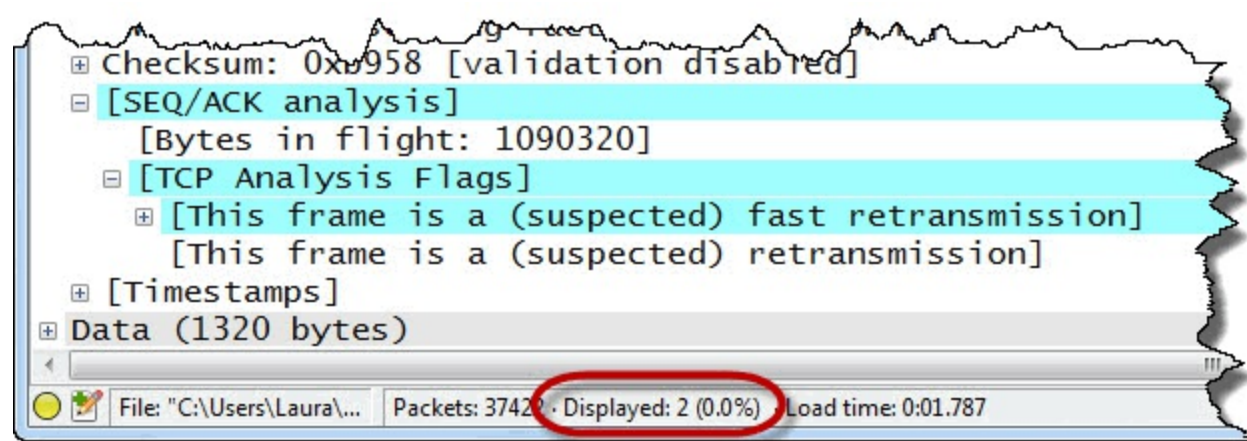 Checksum: 0xb958 [validation disabled]
[SEQ/ACK analysis]
[Bytes in flight: 1090320]
[TCP Analysis Flags]
[This frame is a (suspected) fast retransmission]
[This frame is a (suspected) retransmission]
[Timestamps]
Data (1320 bytes)
File: "C:\Users\Laura\... Packets: 37422 · Displayed: 2 (0.0%) · Load time: 0:01.787